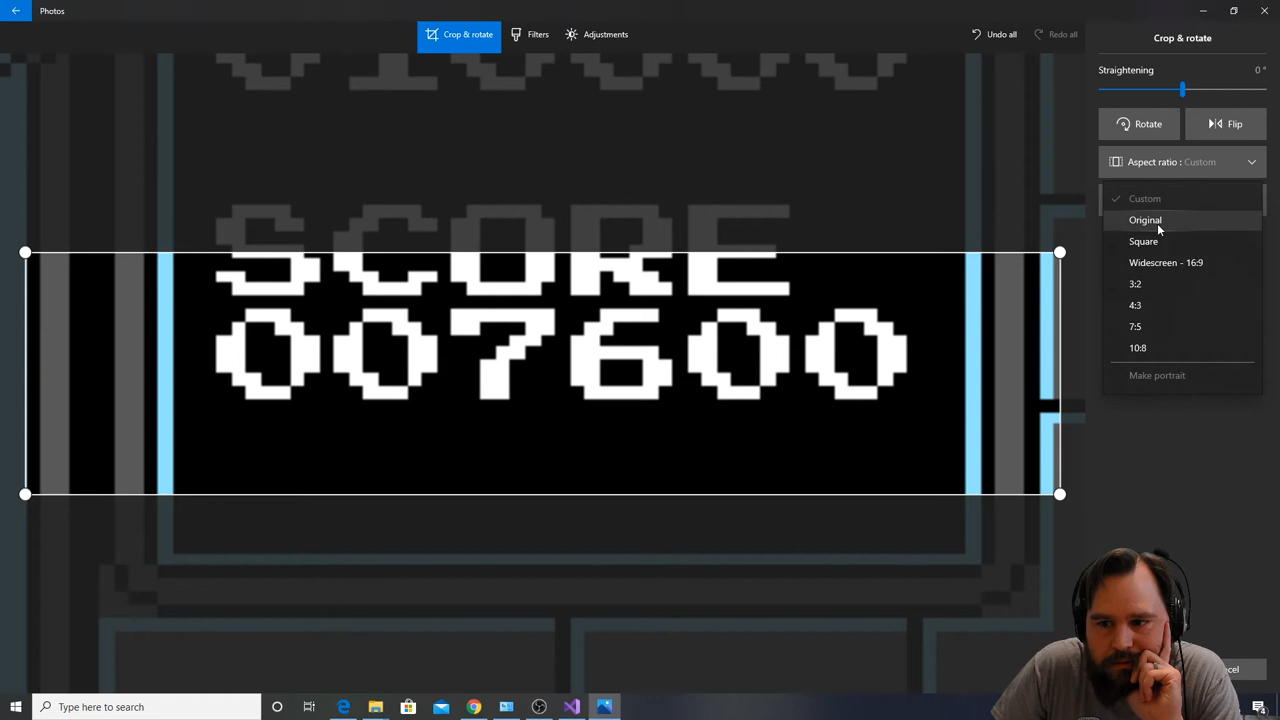 Photos
Crop & rotate
Filters
Adjustments
Undo all
Redo all
Crop & rotate
Straightening
0 °
Rotate
Flip
Aspect ratio : Custom
Custom
Original
Square
Widescreen - 16:9
3:2
4:3
7:5
10:8
Make portrait
010000
SCORE
007600
Type here to search